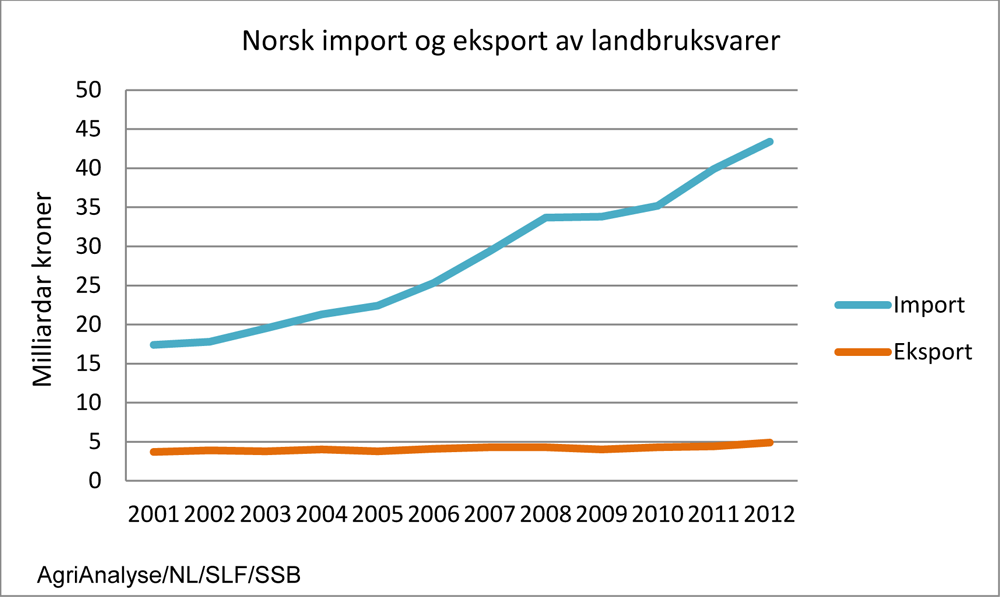 Norsk import og eksport av landbruksvarer
Milliardar kroner
50
45
40
35
30
25
20
15
10
5
0
2001 2002 2003 2004 2005 2006 2007 2008 2009 2010 2011 2012
Import
Eksport
AgriAnalyse/NL/SLF/SSB